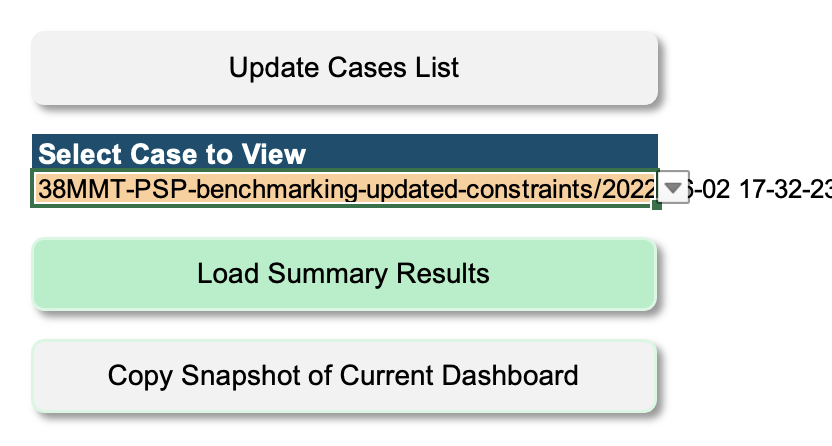 Update Cases List
Select Case to View
38MMT-PSP-benchmarking-updated-constraints/2022 6-02 17-32-23
Load Summary Results
Copy Snapshot of Current Dashboard